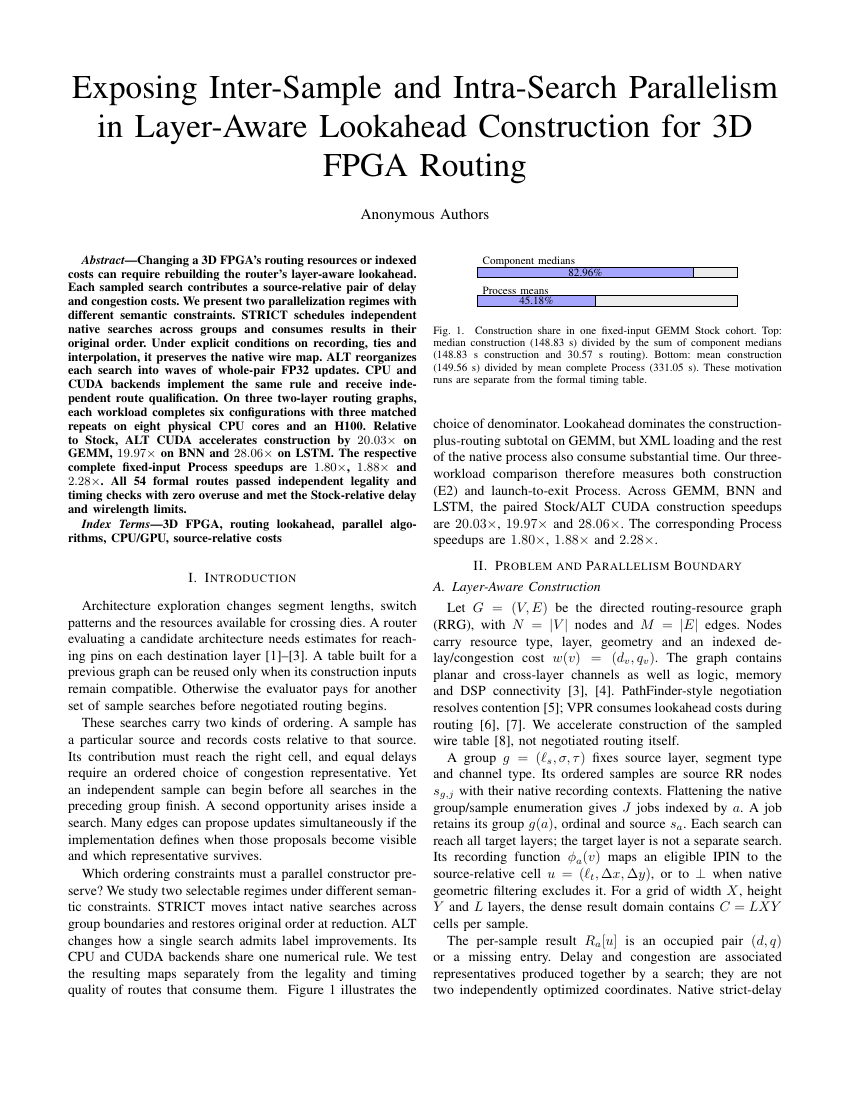 Exposing Inter-Sample and Intra-Search Parallelism
in Layer-Aware Lookahead Construction for 3D
FPGA Routing
Anonymous Authors
Abstract—Changing a 3D FPGA's routing resources or indexed
costs can require rebuilding the router's layer-aware lookahead.
Each sampled search contributes a source-relative pair of delay
and congestion costs. We present two parallelization regimes with
different semantic constraints. STRICT schedules independent
native searches across groups and consumes results in their
original order. Under explicit conditions on recording, ties and
interpolation, it preserves the native wire map. ALT reorganizes
each search into waves of whole-pair FP32 updates. CPU and
CUDA backends implement the same rule and receive inde-
pendent route qualification. On three two-layer routing graphs,
each workload completes six configurations with three matched
repeats on eight physical CPU cores and an H100. Relative
to Stock, ALT CUDA accelerates construction by 20.03× on
GEMM, 19.97× on BNN and 28.06× on LSTM. The respective
complete fixed-input Process speedups are 1.80×, 1.88× and
2.28×. All 54 formal routes passed independent legality and
timing checks with zero overuse and met the Stock-relative delay
and wirelength limits.
Index Terms—3D FPGA, routing lookahead, parallel algo-
rithms, CPU/GPU, source-relative costs
I. INTRODUCTION
Architecture exploration changes segment lengths, switch
patterns and the resources available for crossing dies. A router
evaluating a candidate architecture needs estimates for reach-
ing pins on each destination layer [1]–[3]. A table built for a
previous graph can be reused only when its construction inputs
remain compatible. Otherwise the evaluator pays for another
set of sample searches before negotiated routing begins.
These searches carry two kinds of ordering. A sample has
a particular source and records costs relative to that source.
Its contribution must reach the right cell, and equal delays
require an ordered choice of congestion representative. Yet
an independent sample can begin before all searches in the
preceding group finish. A second opportunity arises inside a
search. Many edges can propose updates simultaneously if the
implementation defines when those proposals become visible
and which representative survives.
Which ordering constraints must a parallel constructor pre-
serve? We study two selectable regimes under different seman-
tic constraints. STRICT moves intact native searches across
group boundaries and restores original order at reduction. ALT
changes how a single search admits label improvements. Its
CPU and CUDA backends share one numerical rule. We test
the resulting maps separately from the legality and timing
quality of routes that consume them. Figure 1 illustrates the
Component medians
82.96%
Process means
45.18%
Fig. 1. Construction share in one fixed-input GEMM Stock cohort. Top:
median construction (148.83 s) divided by the sum of component medians
(148.83 s construction and 30.57 s routing). Bottom: mean construction
(149.56 s) divided by mean complete Process (331.05 s). These motivation
runs are separate from the formal timing table.
choice of denominator. Lookahead dominates the construction-
plus-routing subtotal on GEMM, but XML loading and the rest
of the native process also consume substantial time. Our three-
workload comparison therefore measures both construction
(E2) and launch-to-exit Process. Across GEMM, BNN and
LSTM, the paired Stock/ALT CUDA construction speedups
are 20.03×, 19.97× and 28.06×. The corresponding Process
speedups are 1.80×, 1.88× and 2.28×.
II. PROBLEM AND PARALLELISM BOUNDARY
A. Layer-Aware Construction
Let G = (V, E) be the directed routing-resource graph
(RRG), with N = |V| nodes and M = |E| edges. Nodes
carry resource type, layer, geometry and an indexed de-
lay/congestion cost w(v) = (d_v, q_v). The graph contains
planar and cross-layer channels as well as logic, memory
and DSP connectivity [3], [4]. PathFinder-style negotiation
resolves contention [5]; VPR consumes lookahead costs during
routing [6], [7]. We accelerate construction of the sampled
wire table [8], not negotiated routing itself.
A group g = (ℓ_s, σ, τ) fixes source layer, segment type
and channel type. Its ordered samples are source RR nodes
s_{g,j} with their native recording contexts. Flattening the native
group/sample enumeration gives J jobs indexed by a. A job
retains its group g(a), ordinal and source s_a. Each search can
reach all target layers; the target layer is not a separate search.
Its recording function ϕ_a(v) maps an eligible IPIN to the
source-relative cell u = (ℓ_t, Δx, Δy), or to ⊥ when native
geometric filtering excludes it. For a grid of width X, height
Y and L layers, the dense result domain contains C = LXY
cells per sample.
The per-sample result R_a[u] is an occupied pair (d, q)
or a missing entry. Delay and congestion are associated
representatives produced together by a search; they are not
two independently optimized coordinates. Native strict-delay